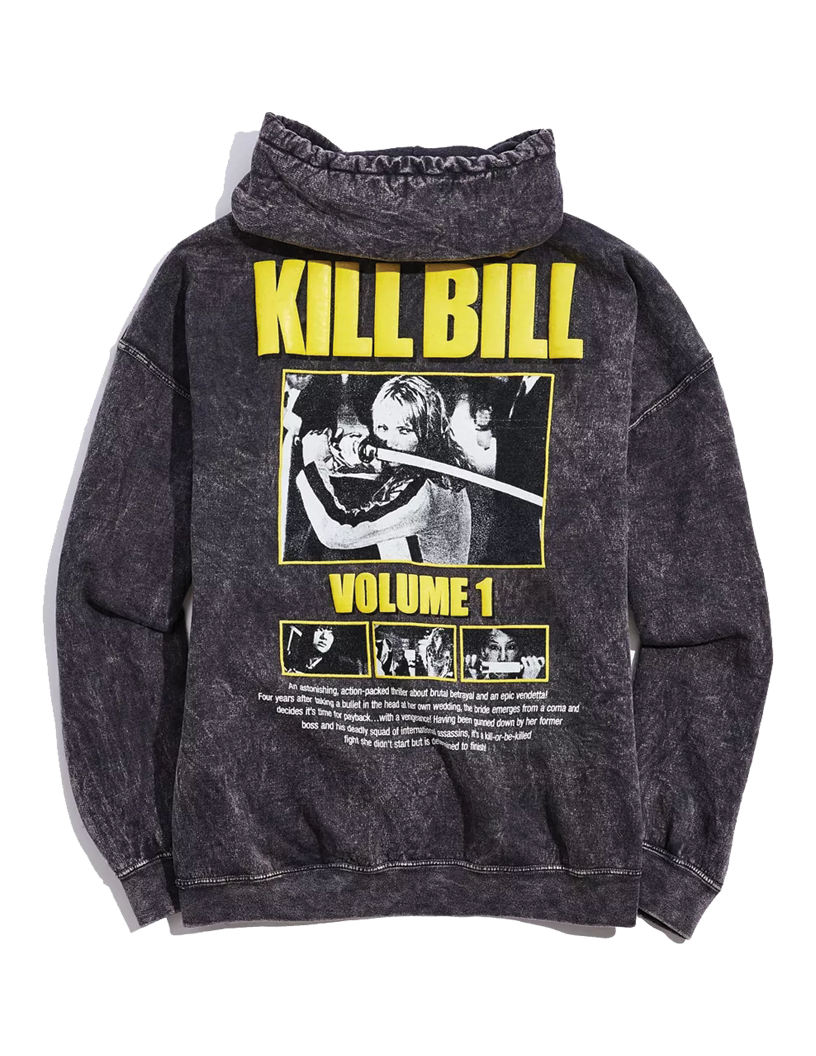 KILL BILL
VOLUME 1
An astonishing, action-packed thriller about brutal betrayal and an epic vendetta!
Four years after taking a bullet in the head at her own wedding, the bride emerges from a coma and
decides it's time for payback...with a vengeance! Having been gunned down by her former
boss and his deadly squad of international assassins, it's a kill-or-be-killed
fight she didn't start but is determined to finish!